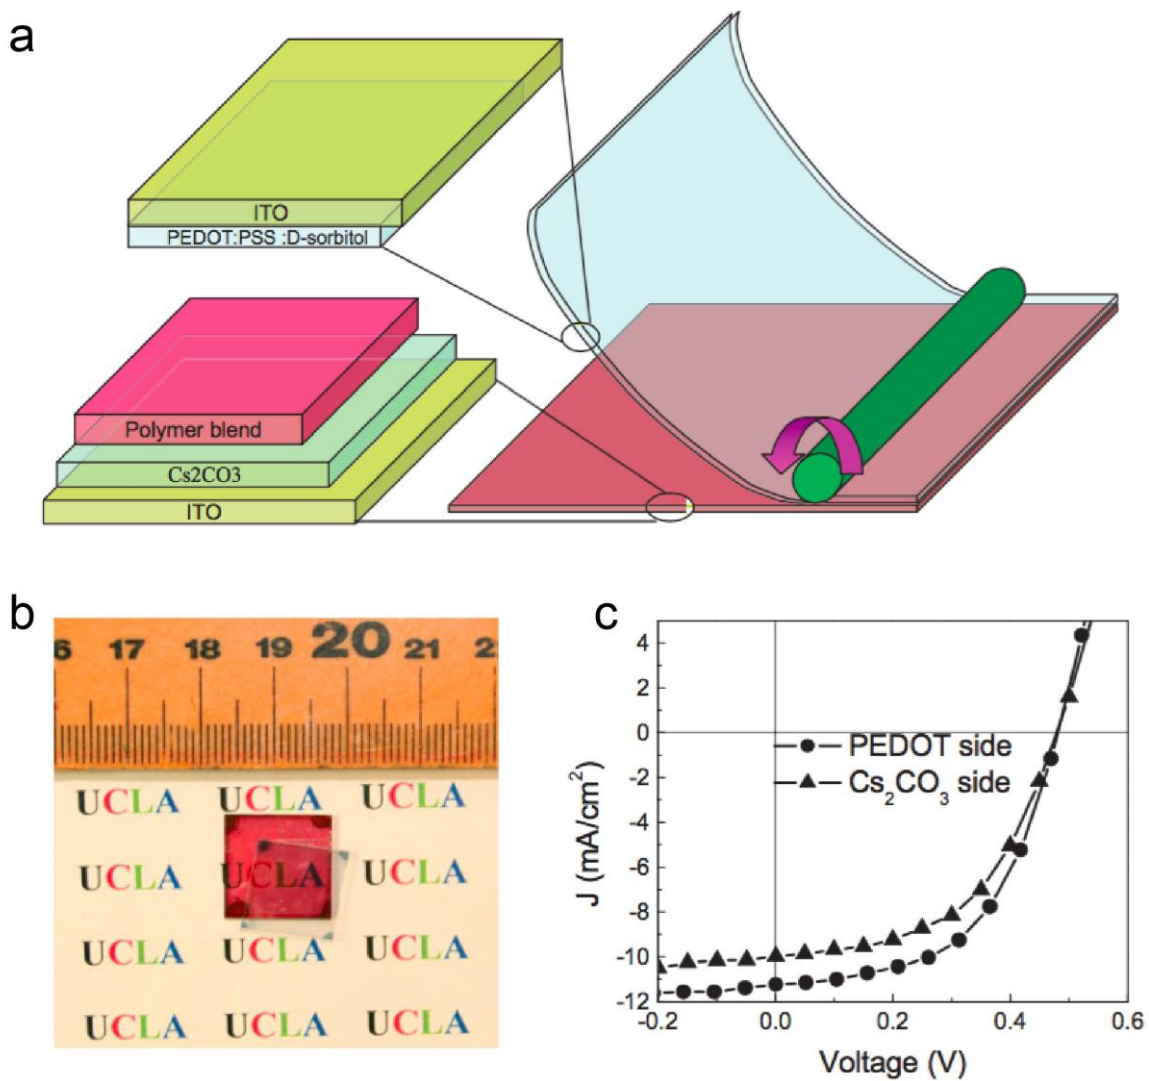 a
ITO
PEDOT:PSS :D-sorbitol
Polymer blend
Cs2CO3
ITO
b
6 17 18 19 20 21 2
UCLA UCLA UCLA
UCLA UCLA UCLA
UCLA UCLA UCLA
UCLA UCLA UCLA
c
4
2
0
-2
-4
-6
-8
-10
-12
J (mA/cm²)
PEDOT side
Cs₂CO₃ side
-0.2 0.0 0.2 0.4 0.6
Voltage (V)